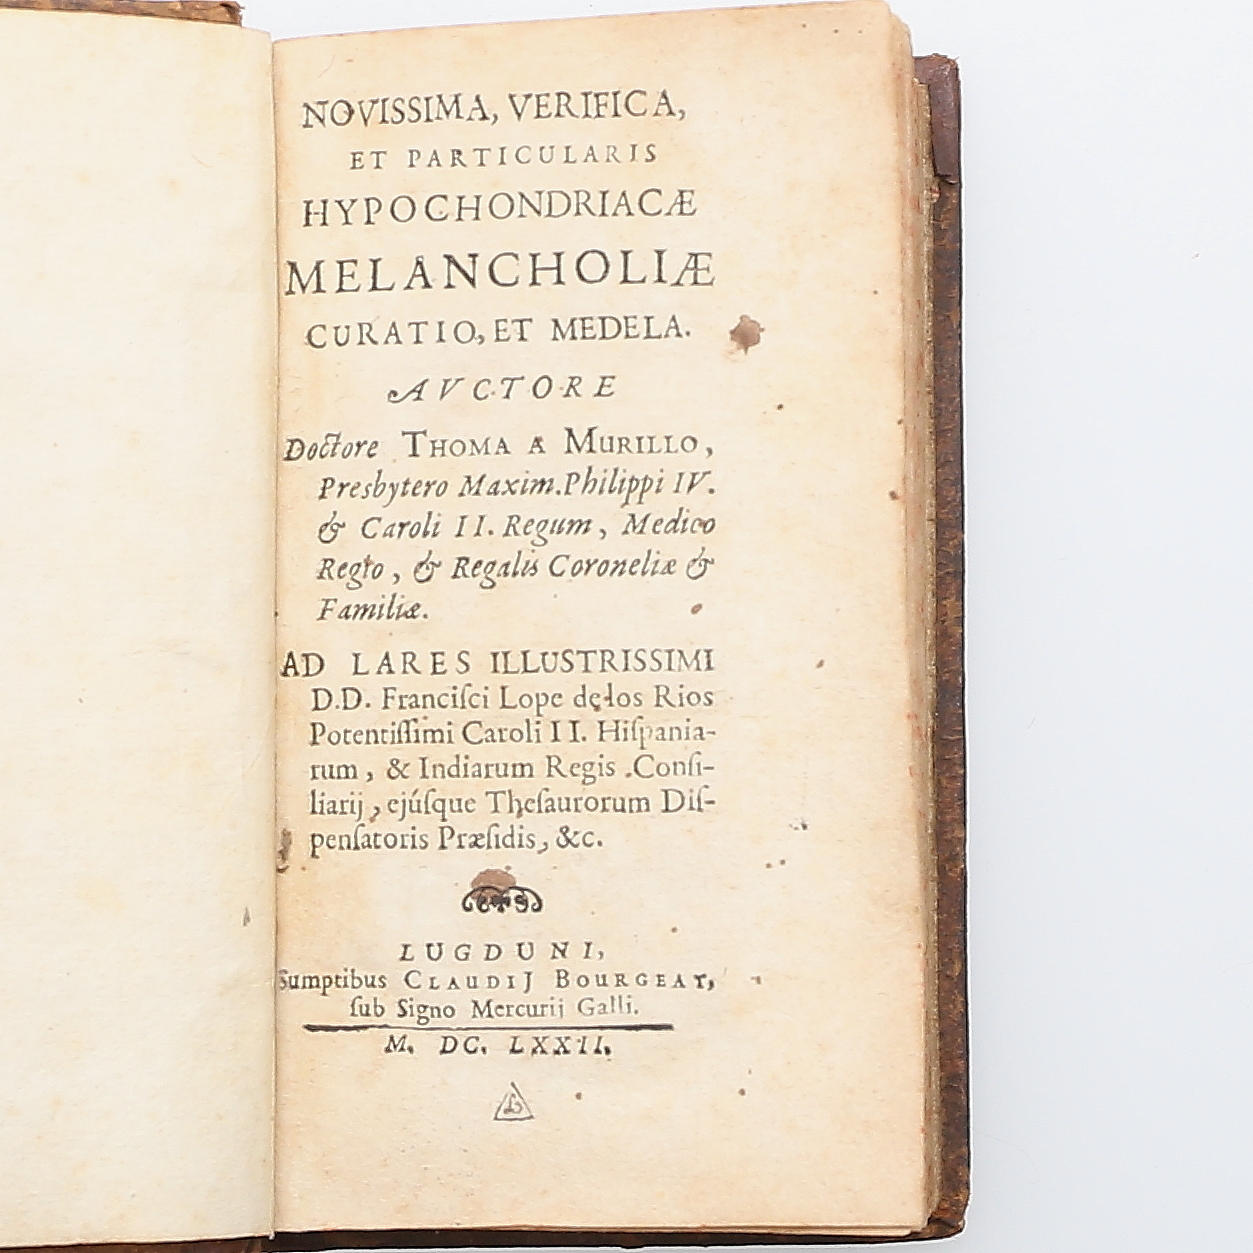 NOVISSIMA, VERIFICA,
ET PARTICULARIS
HYPOCHONDRIACÆ
MELANCHOLIÆ
CURATIO, ET MEDELA.
AVCTORE
Doctore THOMA A MURILLO,
Presbytero Maxim. Philippi IV.
& Caroli II. Regum, Medico
Regio, & Regalis Coroneliæ &
Familiæ.
AD LARES ILLUSTRISSIMI
D.D. Franciſci Lope de los Rios
Potentiſſimi Caroli II. Hiſpania-
rum, & Indiarum Regis Conſi-
liarij, ejúſque Theſaurorum Diſ-
penſatoris Præſidis, &c.
LUGDUNI,
Sumptibus CLAUDIJ BOURGEAT,
ſub Signo Mercurij Galli.
M. DC. LXXII.